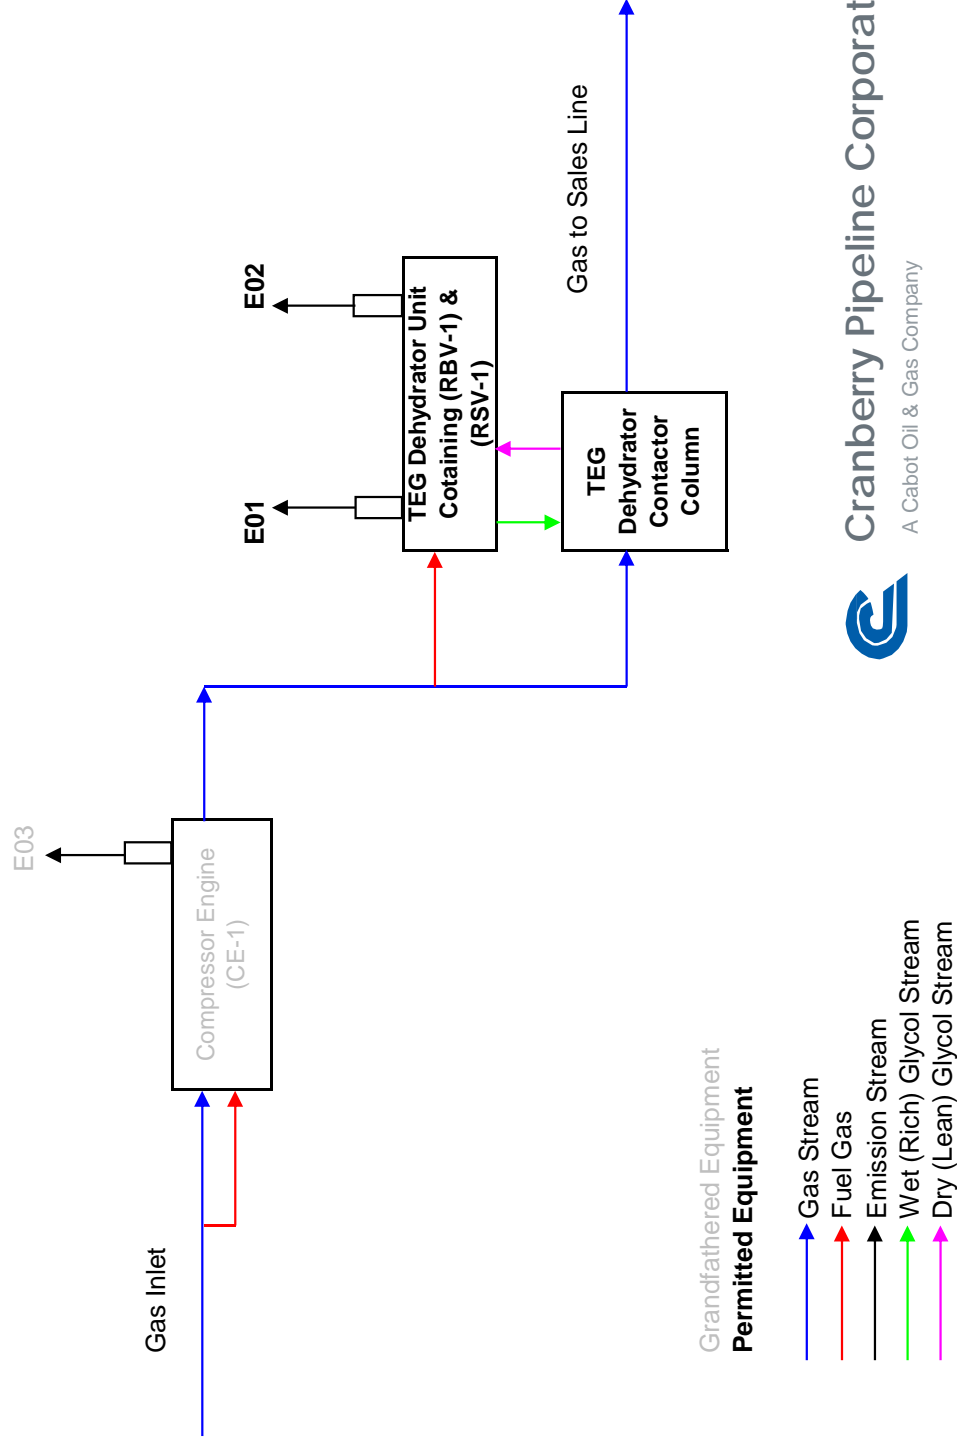 E03
Compressor Engine
(CE-1)
Gas Inlet
E01
E02
TEG Dehydrator Unit
Cotaining (RBV-1) &
(RSV-1)
TEG
Dehydrator
Contactor
Column
Gas to Sales Line
Grandfathered Equipment
Permitted Equipment
Gas Stream
Fuel Gas
Emission Stream
Wet (Rich) Glycol Stream
Dry (Lean) Glycol Stream
Cranberry Pipeline Corporat
A Cabot Oil & Gas Company